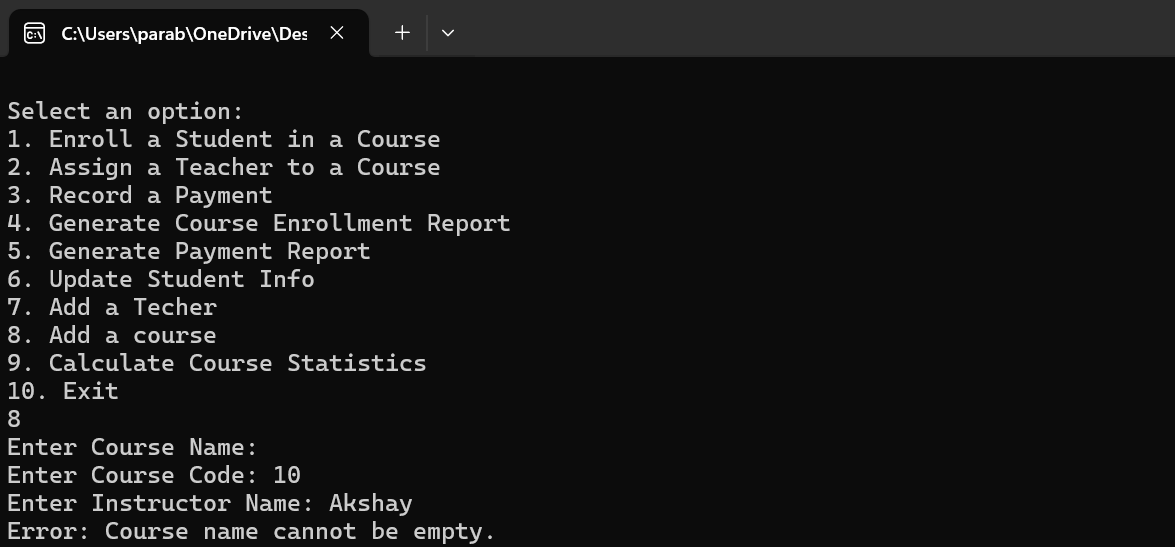 C:\Users\parab\OneDrive\Des
Select an option:
1. Enroll a Student in a Course
2. Assign a Teacher to a Course
3. Record a Payment
4. Generate Course Enrollment Report
5. Generate Payment Report
6. Update Student Info
7. Add a Techer
8. Add a course
9. Calculate Course Statistics
10. Exit
8
Enter Course Name:
Enter Course Code: 10
Enter Instructor Name: Akshay
Error: Course name cannot be empty.